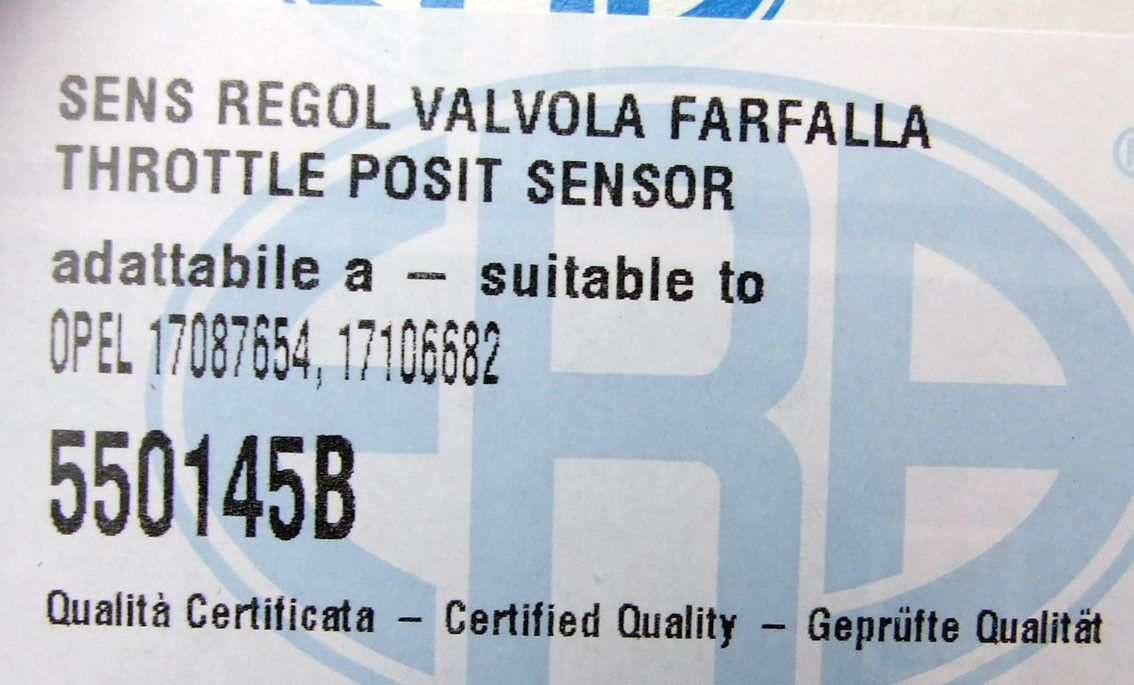 SENS REGOL VALVOLA FARFALLA
THROTTLE POSIT SENSOR
adattabile a – suitable to
OPEL 17087654, 17106682
550145B
Qualità Certificata – Certified Quality – Geprüfte Qualität
ERA